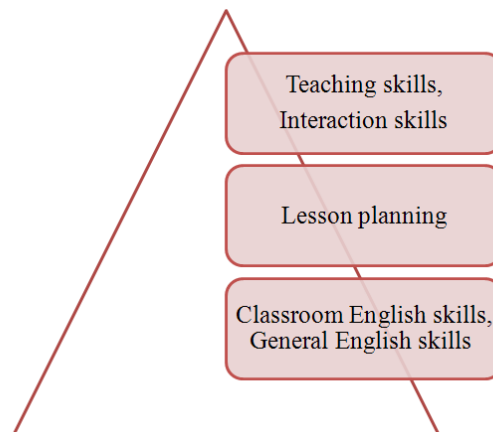 Teaching skills,
Interaction skills
Lesson planning
Classroom English skills,
General English skills